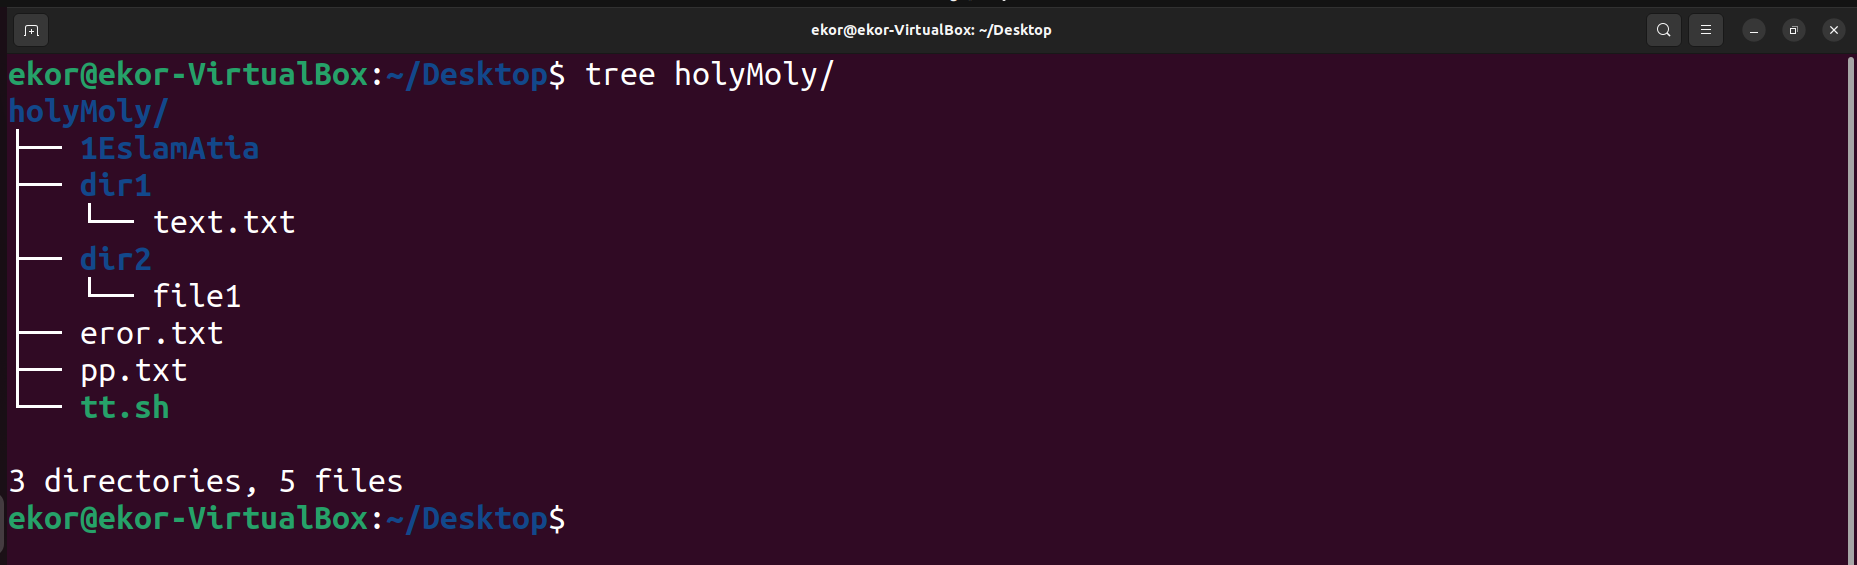 ekor@ekor-VirtualBox: ~/Desktop
ekor@ekor-VirtualBox:~/Desktop$ tree holyMoly/
holyMoly/
├── 1EslamAtia
├── dir1
│   └── text.txt
├── dir2
│   └── file1
├── eror.txt
├── pp.txt
└── tt.sh
3 directories, 5 files
ekor@ekor-VirtualBox:~/Desktop$